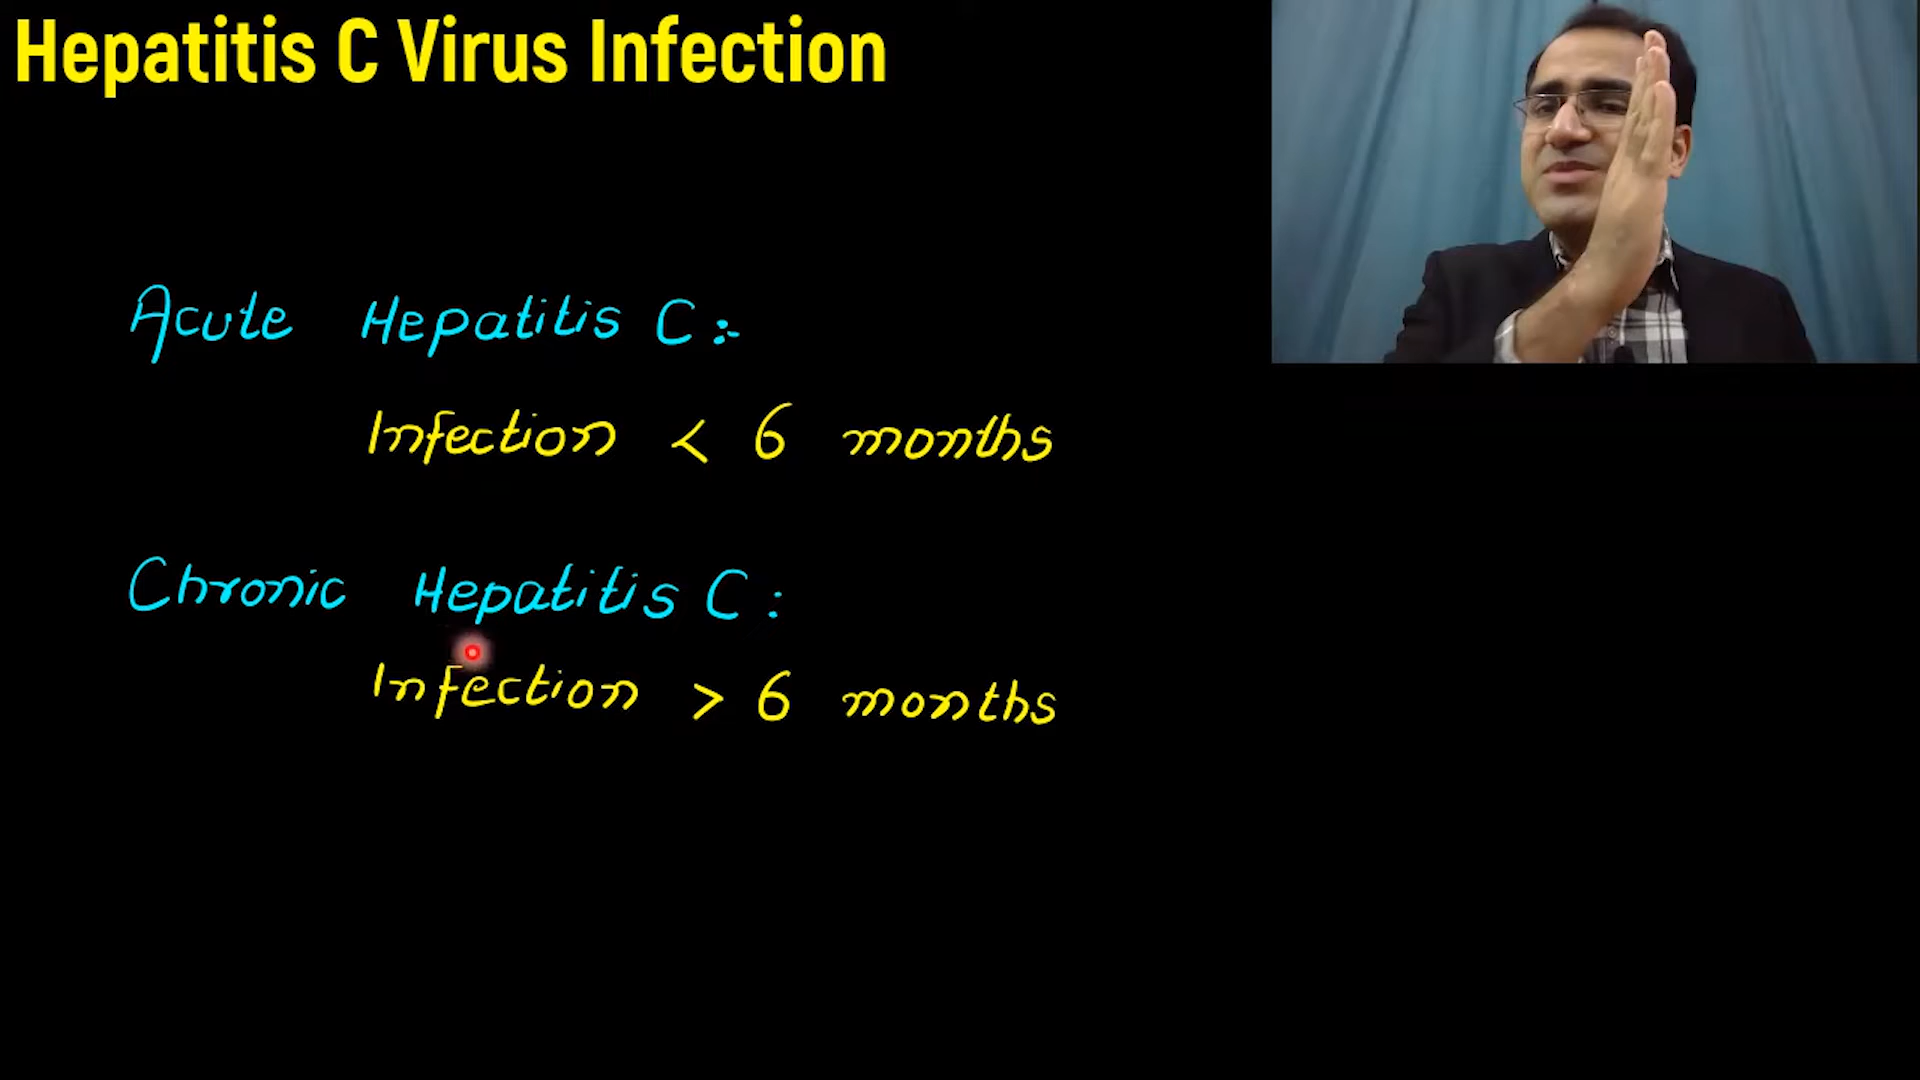 Hepatitis C Virus Infection
Acute Hepatitis C:-
Infection < 6 months
Chronic Hepatitis C:
Infection > 6 months